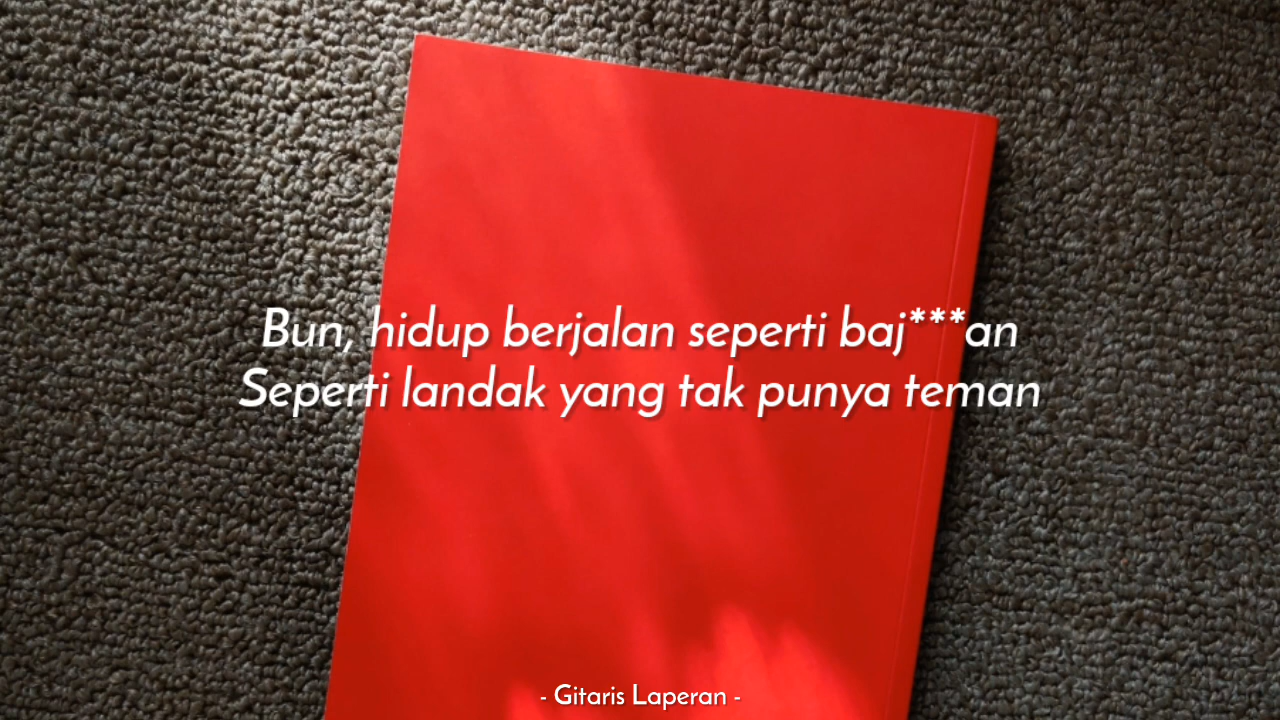 Bun, hidup berjalan seperti baj***an
Seperti landak yang tak punya teman
- Gitaris Laperan -